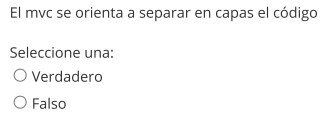 El mvc se orienta a separar en capas el código
Seleccione una:
Verdadero
Falso